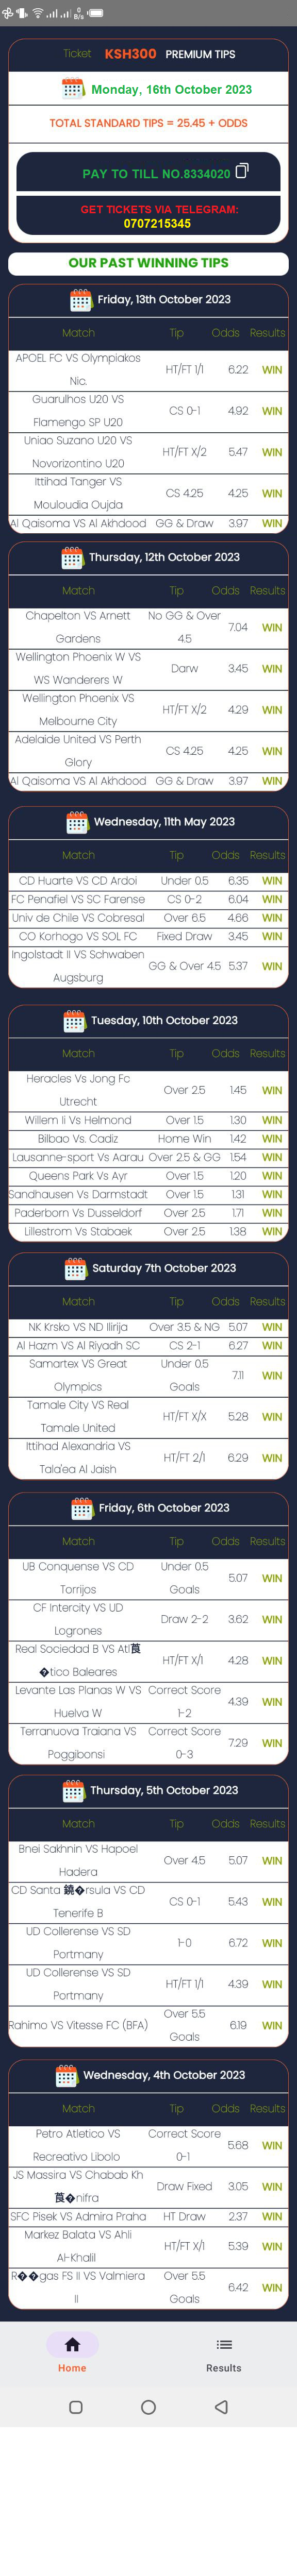 0
B/s
Ticket KSH300 PREMIUM TIPS
Monday, 16th October 2023
TOTAL STANDARD TIPS = 25.45 + ODDS
PAY TO TILL NO.8334020
GET TICKETS VIA TELEGRAM:
0707215345
OUR PAST WINNING TIPS
Friday, 13th October 2023
Match Tip Odds Results
APOEL FC VS Olympiakos
Nic. HT/FT 1/1 6.22 WIN
Guarulhos U20 VS
Flamengo SP U20 CS 0-1 4.92 WIN
Uniao Suzano U20 VS
Novorizontino U20 HT/FT X/2 5.47 WIN
Ittihad Tanger VS
Mouloudia Oujda CS 4.25 4.25 WIN
Al Qaisoma VS Al Akhdood GG & Draw 3.97 WIN
Thursday, 12th October 2023
Match Tip Odds Results
Chapelton VS Arnett
Gardens No GG & Over
4.5 7.04 WIN
Wellington Phoenix W VS
WS Wanderers W Darw 3.45 WIN
Wellington Phoenix VS
Melbourne City HT/FT X/2 4.29 WIN
Adelaide United VS Perth
Glory CS 4.25 4.25 WIN
Al Qaisoma VS Al Akhdood GG & Draw 3.97 WIN
Wednesday, 11th May 2023
Match Tip Odds Results
CD Huarte VS CD Ardoi Under 0.5 6.35 WIN
FC Penafiel VS SC Farense CS 0-2 6.04 WIN
Univ de Chile VS Cobresal Over 6.5 4.66 WIN
CO Korhogo VS SOL FC Fixed Draw 3.45 WIN
Ingolstadt II VS Schwaben
Augsburg GG & Over 4.5 5.37 WIN
Tuesday, 10th October 2023
Match Tip Odds Results
Heracles Vs Jong Fc
Utrecht Over 2.5 1.45 WIN
Willem Ii Vs Helmond Over 1.5 1.30 WIN
Bilbao Vs. Cadiz Home Win 1.42 WIN
Lausanne-sport Vs Aarau Over 2.5 & GG 1.54 WIN
Queens Park Vs Ayr Over 1.5 1.20 WIN
Sandhausen Vs Darmstadt Over 1.5 1.31 WIN
Paderborn Vs Dusseldorf Over 2.5 1.71 WIN
Lillestrom Vs Stabaek Over 2.5 1.38 WIN
Saturday 7th October 2023
Match Tip Odds Results
NK Krsko VS ND Ilirija Over 3.5 & NG 5.07 WIN
Al Hazm VS Al Riyadh SC CS 2-1 6.27 WIN
Samartex VS Great
Olympics Under 0.5
Goals 7.11 WIN
Tamale City VS Real
Tamale United HT/FT X/X 5.28 WIN
Ittihad Alexandria VS
Tala'ea Al Jaish HT/FT 2/1 6.29 WIN
Friday, 6th October 2023
Match Tip Odds Results
UB Conquense VS CD
Torrijos Under 0.5
Goals 5.07 WIN
CF Intercity VS UD
Logrones Draw 2-2 3.62 WIN
Real Sociedad B VS Atl茛
�tico Baleares HT/FT X/1 4.28 WIN
Levante Las Planas W VS
Huelva W Correct Score
1-2 4.39 WIN
Terranuova Traiana VS
Poggibonsi Correct Score
0-3 7.29 WIN
Thursday, 5th October 2023
Match Tip Odds Results
Bnei Sakhnin VS Hapoel
Hadera Over 4.5 5.07 WIN
CD Santa 鐃�rsula VS CD
Tenerife B CS 0-1 5.43 WIN
UD Collerense VS SD
Portmany 1-0 6.72 WIN
UD Collerense VS SD
Portmany HT/FT 1/1 4.39 WIN
Rahimo VS Vitesse FC (BFA) Over 5.5
Goals 6.19 WIN
Wednesday, 4th October 2023
Match Tip Odds Results
Petro Atletico VS
Recreativo Libolo Correct Score
0-1 5.68 WIN
JS Massira VS Chabab Kh
茛�nifra Draw Fixed 3.05 WIN
SFC Pisek VS Admira Praha HT Draw 2.37 WIN
Markez Balata VS Ahli
Al-Khalil HT/FT X/1 5.39 WIN
R��gas FS II VS Valmiera
II Over 5.5
Goals 6.42 WIN
Home Results